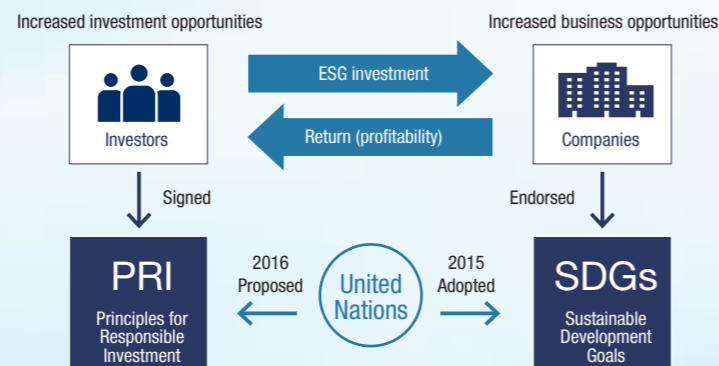 Increased investment opportunities
Increased business opportunities
ESG investment
Return (profitability)
Investors
Companies
Signed
Endorsed
PRI
Principles for
Responsible
Investment
2016
Proposed
United
Nations
2015
Adopted
SDGs
Sustainable
Development
Goals